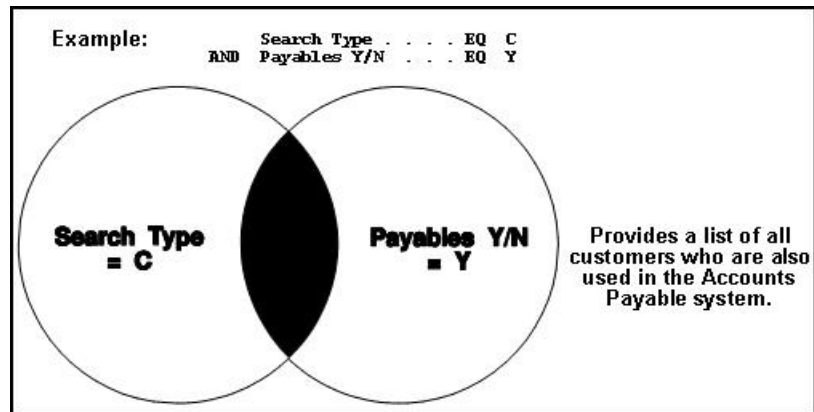 Example:
Search Type . . . . EQ C
AND Payables Y/N . . . EQ Y
Search Type
= C
Payables Y/N
= Y
Provides a list of all
customers who are also
used in the Accounts
Payable system.